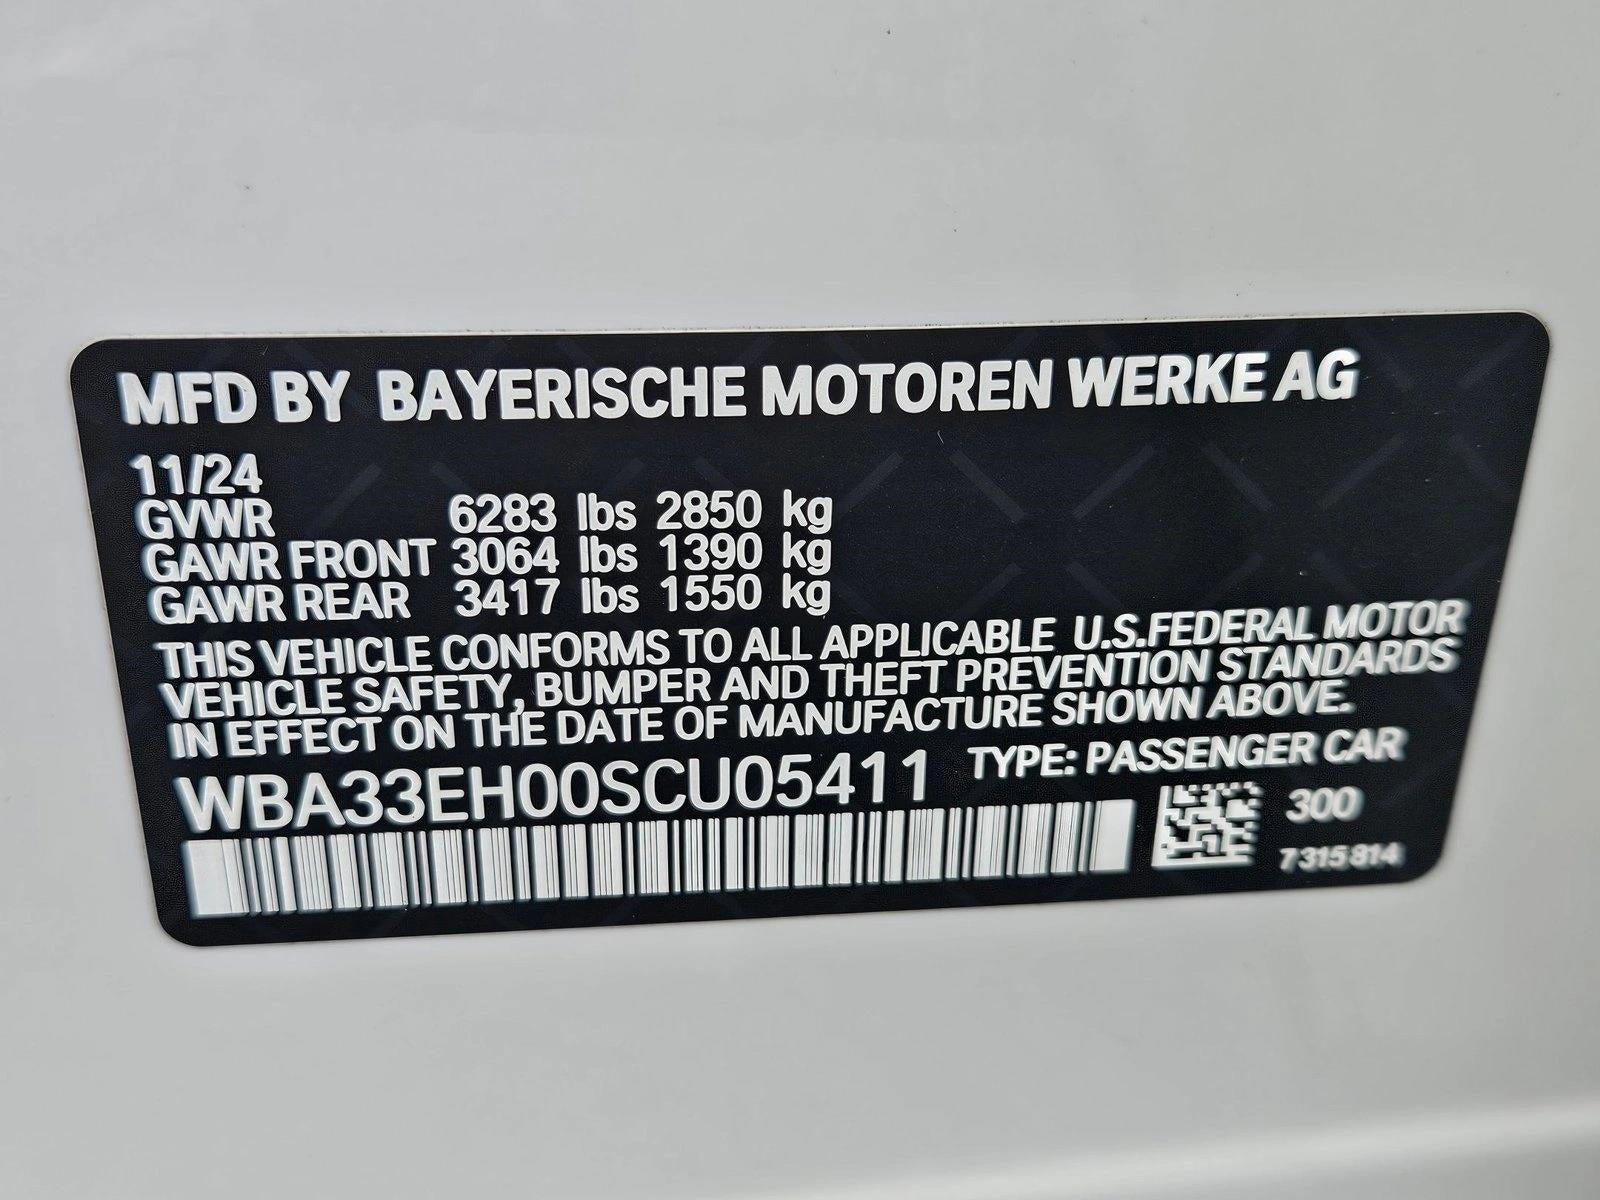 MFD BY BAYERISCHE MOTOREN WERKE AG
11/24
GVWR 6283 lbs 2850 kg
GAWR FRONT 3064 lbs 1390 kg
GAWR REAR 3417 lbs 1550 kg
THIS VEHICLE CONFORMS TO ALL APPLICABLE U.S.FEDERAL MOTOR
VEHICLE SAFETY, BUMPER AND THEFT PREVENTION STANDARDS
IN EFFECT ON THE DATE OF MANUFACTURE SHOWN ABOVE.
WBA33EH00SCU05411 TYPE: PASSENGER CAR
300
7315814